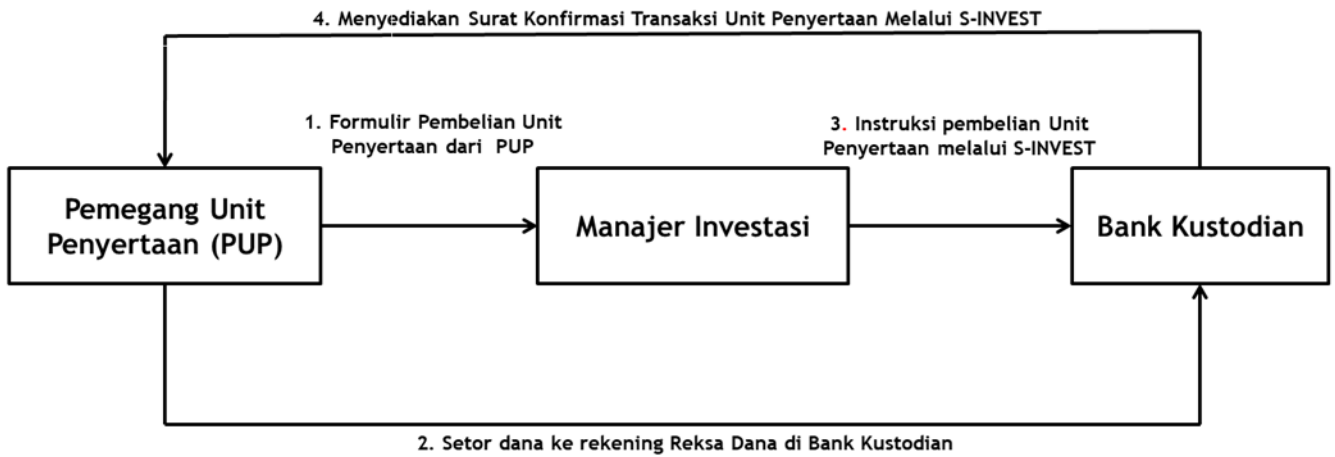 4. Menyediakan Surat Konfirmasi Transaksi Unit Penyertaan Melalui S-INVEST
1. Formulir Pembelian Unit
Penyertaan dari PUP
3. Instruksi pembelian Unit
Penyertaan melalui S-INVEST
Pemegang Unit
Penyertaan (PUP)
Manajer Investasi
Bank Kustodian
2. Setor dana ke rekening Reksa Dana di Bank Kustodian